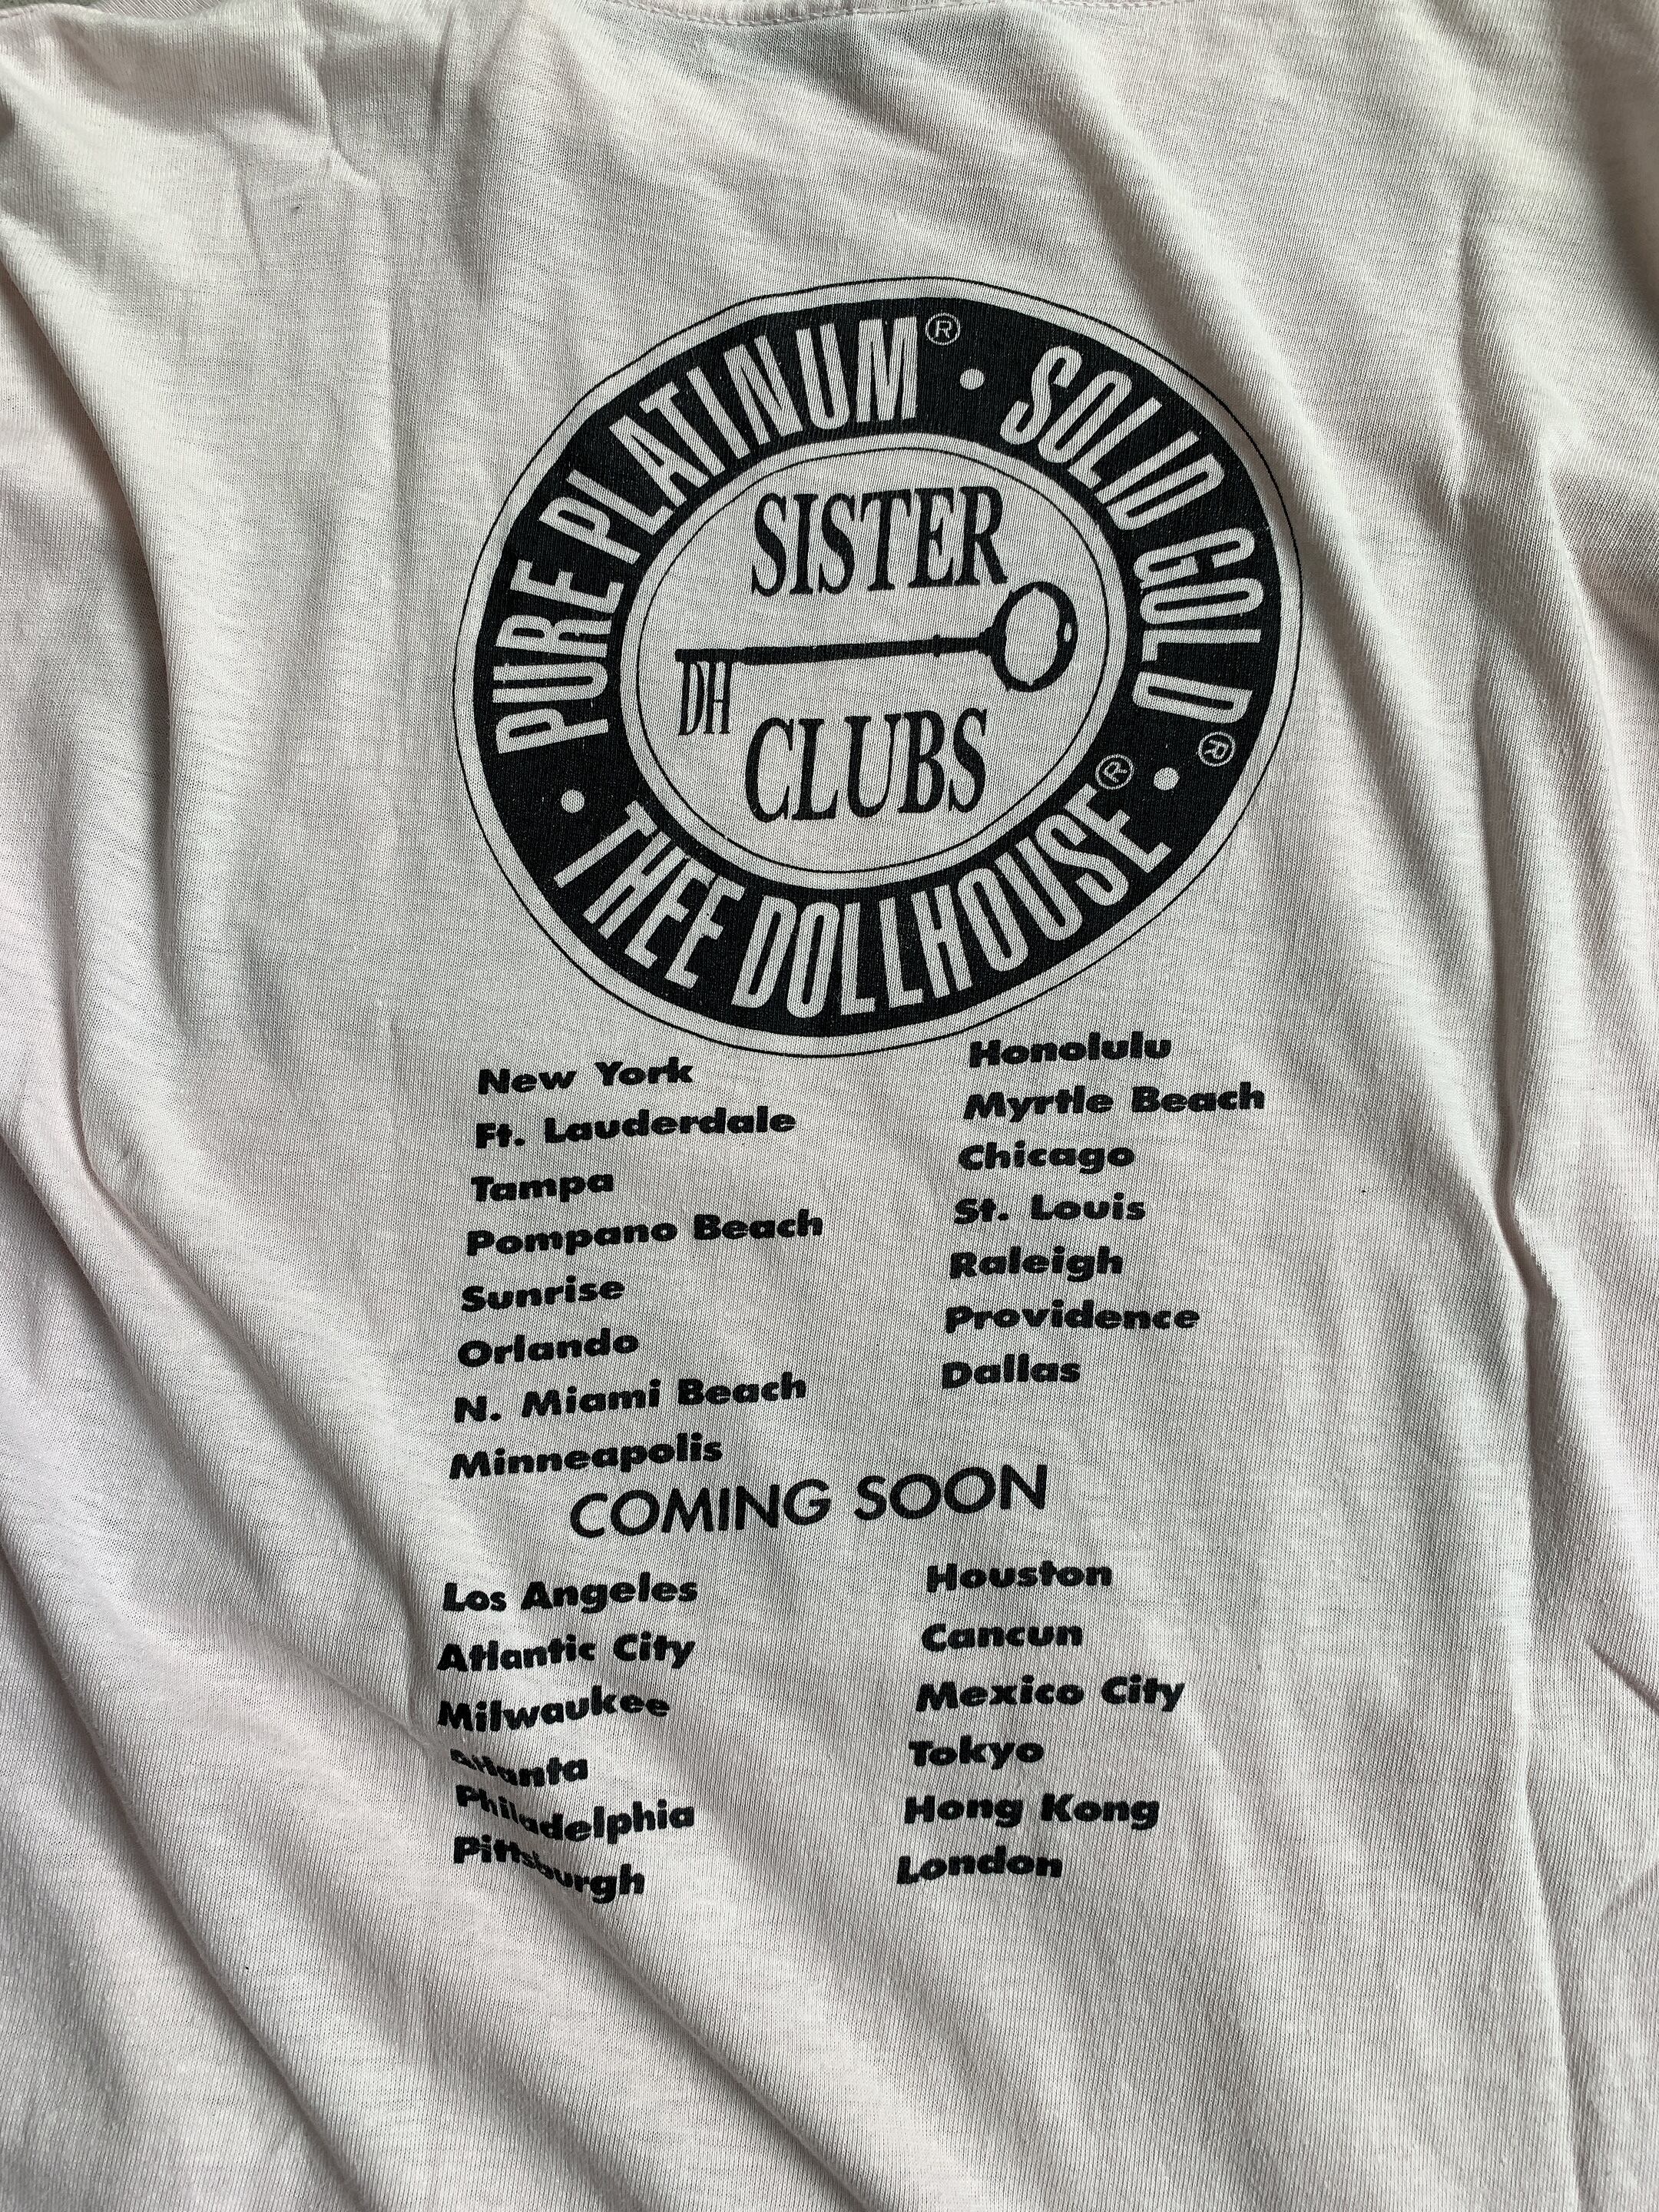 PURE PLATINUM® • SOLID GOLD® •
THEE DOLLHOUSE® •
SISTER
DH
CLUBS
New York
Ft. Lauderdale
Tampa
Pompano Beach
Sunrise
Orlando
N. Miami Beach
Minneapolis
Honolulu
Myrtle Beach
Chicago
St. Louis
Raleigh
Providence
Dallas
COMING SOON
Los Angeles
Atlantic City
Milwaukee
Atlanta
Philadelphia
Pittsburgh
Houston
Cancun
Mexico City
Tokyo
Hong Kong
London